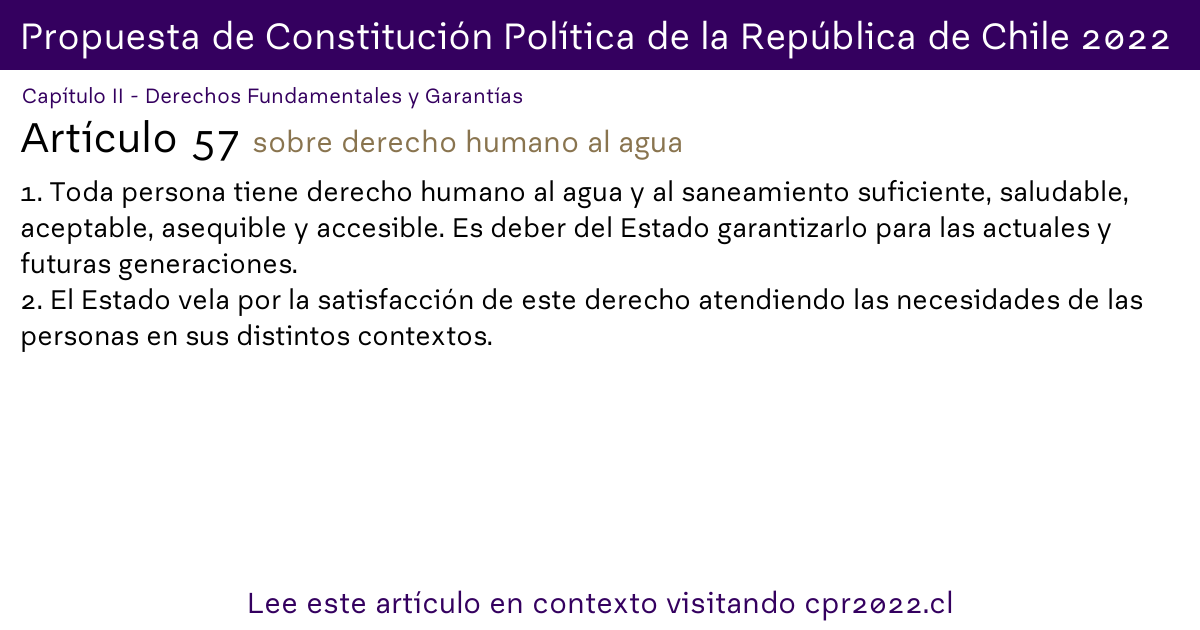 Propuesta de Constitución Política de la República de Chile 2022
Capítulo II - Derechos Fundamentales y Garantías
Artículo 57 sobre derecho humano al agua
1. Toda persona tiene derecho humano al agua y al saneamiento suficiente, saludable,
aceptable, asequible y accesible. Es deber del Estado garantizarlo para las actuales y
futuras generaciones.
2. El Estado vela por la satisfacción de este derecho atendiendo las necesidades de las
personas en sus distintos contextos.
Lee este artículo en contexto visitando cpr2022.cl